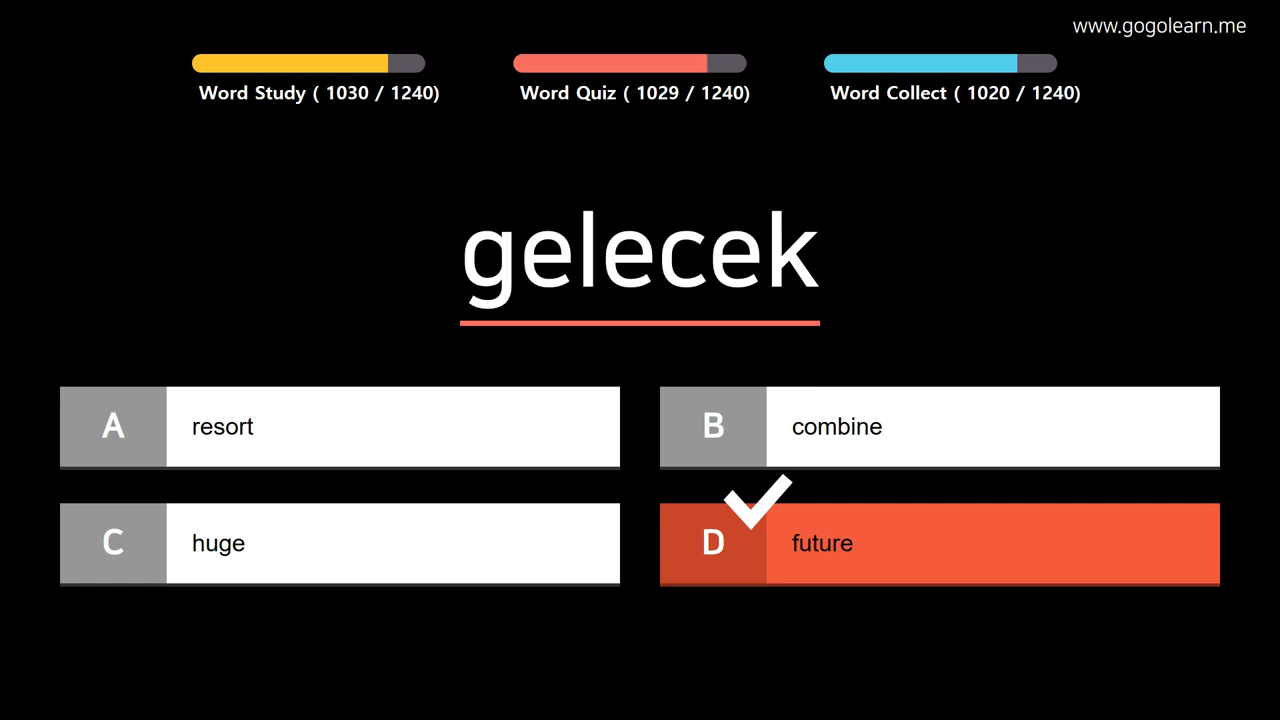 www.gogolearn.me
Word Study ( 1030 / 1240)
Word Quiz ( 1029 / 1240)
Word Collect ( 1020 / 1240)
gelecek
A resort
B combine
C huge
D future